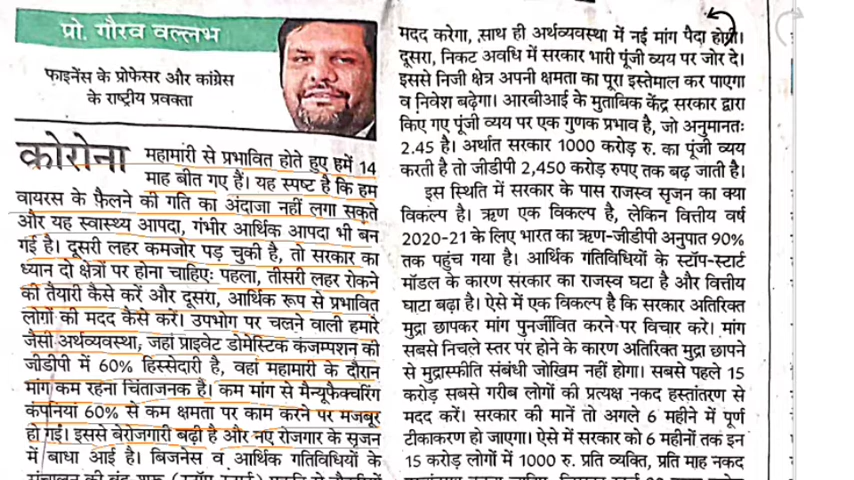 प्रो. गौरव वल्लभ
फाइनेंस के प्रोफेसर और कांग्रेस
के राष्ट्रीय प्रवक्ता
कोरोना महामारी से प्रभावित होते हुए हमें 14
माह बीत गए हैं। यह स्पष्ट है कि हम
वायरस के फैलने की गति का अंदाजा नहीं लगा सकते
और यह स्वास्थ्य आपदा, गंभीर आर्थिक आपदा भी बन
गई है। दूसरी लहर कमजोर पड़ चुकी है, तो सरकार का
ध्यान दो क्षेत्रों पर होना चाहिए: पहला, तीसरी लहर रोकने
की तैयारी कैसे करें और दूसरा, आर्थिक रूप से प्रभावित
लोगों की मदद कैसे करें। उपभोग पर चलने वाली हमारे
जैसी अर्थव्यवस्था, जहां प्राइवेट डोमेस्टिक कंजम्पशन की
जीडीपी में 60% हिस्सेदारी है, वहां महामारी के दौरान
मांग कम रहना चिंताजनक है। कम मांग से मैन्यूफैक्चरिंग
कंपनियां 60% से कम क्षमता पर काम करने पर मजबूर
हो गईं। इससे बेरोजगारी बढ़ी है और नए रोजगार के सृजन
में बाधा आई है। बिजनेस व आर्थिक गतिविधियों के
मदद करेगा, साथ ही अर्थव्यवस्था में नई मांग पैदा होगी।
दूसरा, निकट अवधि में सरकार भारी पूंजी व्यय पर जोर दे।
इससे निजी क्षेत्र अपनी क्षमता का पूरा इस्तेमाल कर पाएगा
व निवेश बढ़ेगा। आरबीआई के मुताबिक केंद्र सरकार द्वारा
किए गए पूंजी व्यय पर एक गुणक प्रभाव है, जो अनुमानतः
2.45 है। अर्थात सरकार 1000 करोड़ रु. का पूंजी व्यय
करती है तो जीडीपी 2,450 करोड़ रुपए तक बढ़ जाती है।
इस स्थिति में सरकार के पास राजस्व सृजन का क्या
विकल्प है। ऋण एक विकल्प है, लेकिन वित्तीय वर्ष
2020-21 के लिए भारत का ऋण-जीडीपी अनुपात 90%
तक पहुंच गया है। आर्थिक गतिविधियों के स्टॉप-स्टार्ट
मॉडल के कारण सरकार का राजस्व घटा है और वित्तीय
घाटा बढ़ा है। ऐसे में एक विकल्प है कि सरकार अतिरिक्त
मुद्रा छापकर मांग पुनर्जीवित करने पर विचार करे। मांग
सबसे निचले स्तर पर होने के कारण अतिरिक्त मुद्रा छापने
से मुद्रास्फीति संबंधी जोखिम नहीं होगा। सबसे पहले 15
करोड़ सबसे गरीब लोगों की प्रत्यक्ष नकद हस्तांतरण से
मदद करें। सरकार की मानें तो अगले 6 महीने में पूर्ण
टीकाकरण हो जाएगा। ऐसे में सरकार को 6 महीनों तक इन
15 करोड़ लोगों में 1000 रु. प्रति व्यक्ति, प्रति माह नकद